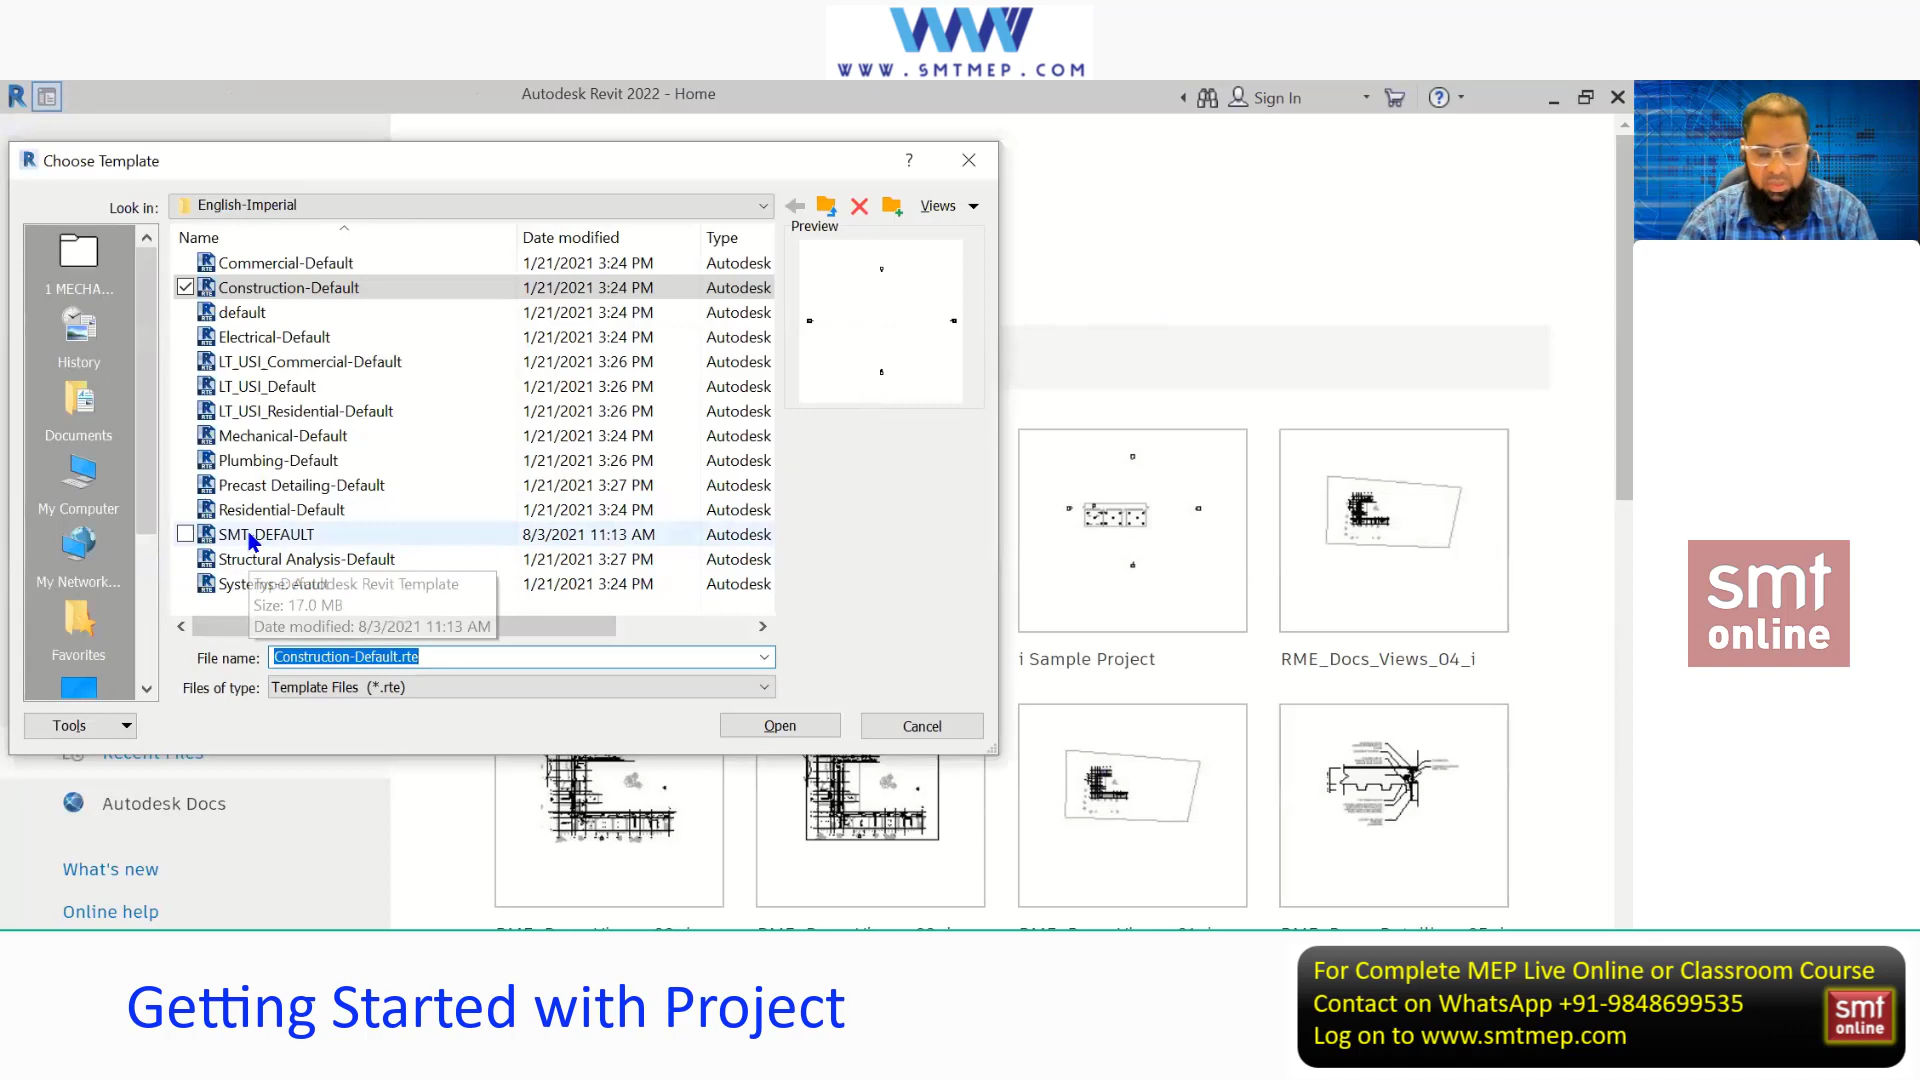 WWW.SMTMEP.COM
Autodesk Revit 2022 - Home
Sign In
Choose Template
Look in:
English-Imperial
Views
Preview
Name
Date modified
Type
Commercial-Default 1/21/2021 3:24 PM Autodesk
Construction-Default 1/21/2021 3:24 PM Autodesk
default 1/21/2021 3:24 PM Autodesk
Electrical-Default 1/21/2021 3:24 PM Autodesk
LT_USI_Commercial-Default 1/21/2021 3:26 PM Autodesk
LT_USI_Default 1/21/2021 3:26 PM Autodesk
LT_USI_Residential-Default 1/21/2021 3:26 PM Autodesk
Mechanical-Default 1/21/2021 3:24 PM Autodesk
Plumbing-Default 1/21/2021 3:26 PM Autodesk
Precast Detailing-Default 1/21/2021 3:27 PM Autodesk
Residential-Default 1/21/2021 3:24 PM Autodesk
SMT-DEFAULT 8/3/2021 11:13 AM Autodesk
Structural Analysis-Default 1/21/2021 3:27 PM Autodesk
Systems-Default 1/21/2021 3:24 PM Autodesk
Type: Autodesk Revit Template
Size: 17.0 MB
Date modified: 8/3/2021 11:13 AM
1 MECHA...
History
Documents
My Computer
My Network...
Favorites
File name:
Construction-Default.rte
Files of type:
Template Files (*.rte)
Tools
Open
Cancel
i Sample Project
RME_Docs_Views_04_i
Recent Files
Autodesk Docs
What's new
Online help
smt
online
Getting Started with Project
For Complete MEP Live Online or Classroom Course
Contact on WhatsApp +91-9848699535
Log on to www.smtmep.com
smt
online